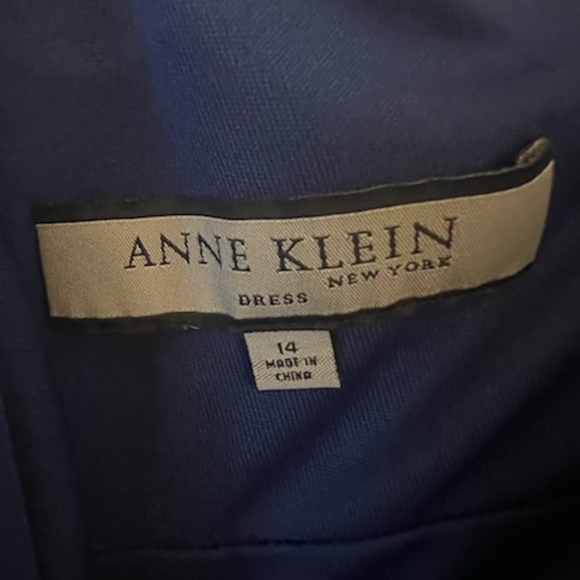 ANNE KLEIN
NEW YORK
DRESS
14
MADE IN
CHINA